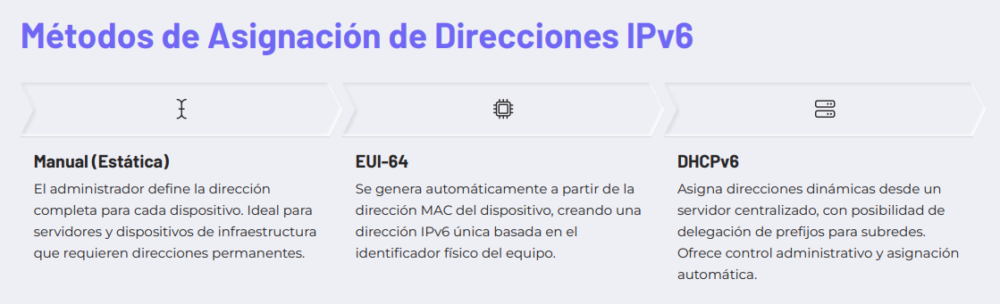 Métodos de Asignación de Direcciones IPv6
Manual (Estática)
El administrador define la dirección
completa para cada dispositivo. Ideal para
servidores y dispositivos de infraestructura
que requieren direcciones permanentes.
EUI-64
Se genera automáticamente a partir de la
dirección MAC del dispositivo, creando una
dirección IPv6 única basada en el
identificador físico del equipo.
DHCPv6
Asigna direcciones dinámicas desde un
servidor centralizado, con posibilidad de
delegación de prefijos para subredes.
Ofrece control administrativo y asignación
automática.